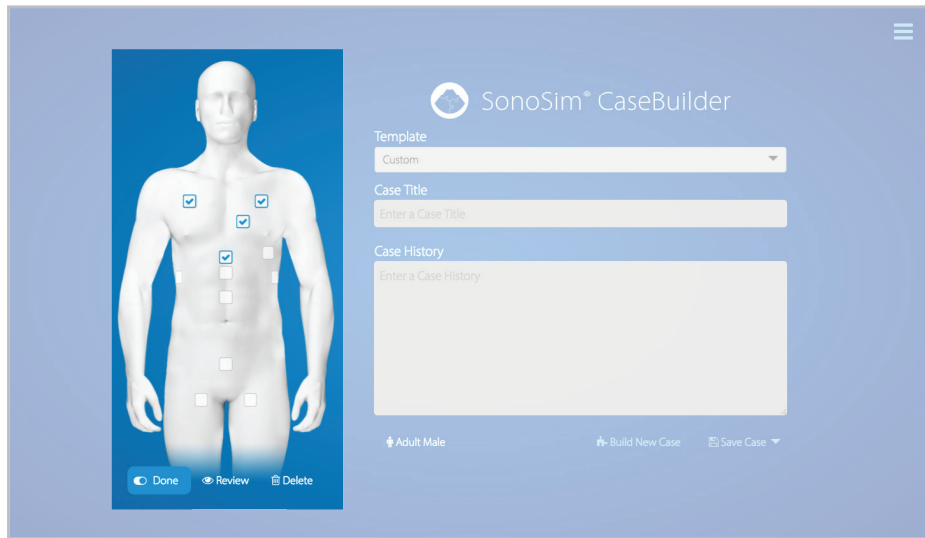 SonoSim® CaseBuilder
Template
Custom
Case Title
Enter a Case Title
Case History
Enter a Case History
Adult Male
Build New Case
Save Case
Done
Review
Delete